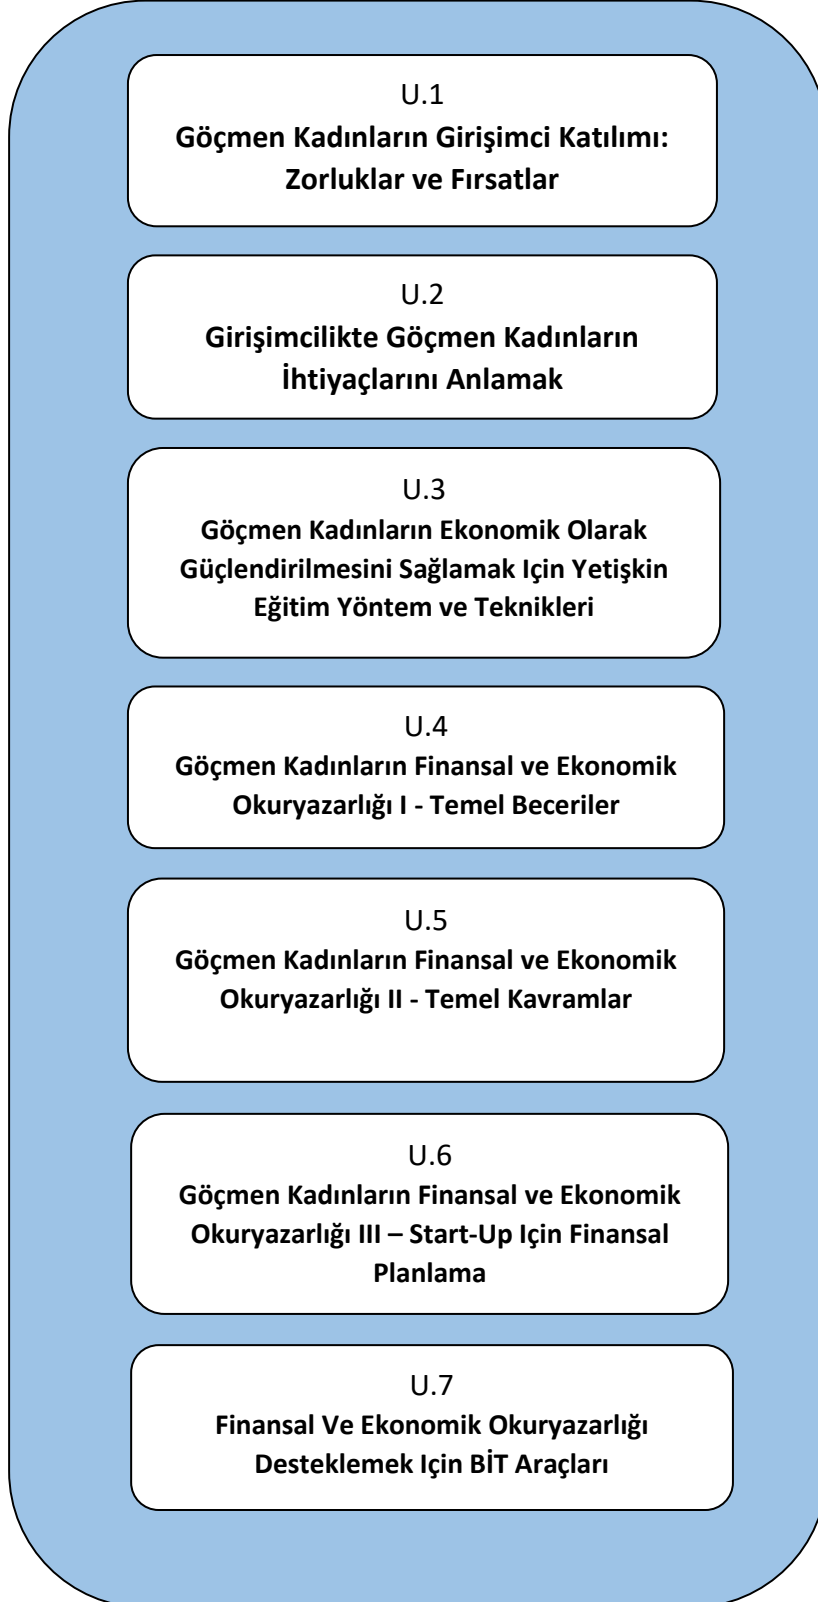 U.1
Göçmen Kadınların Girişimci Katılımı:
Zorluklar ve Fırsatlar
U.2
Girişimcilikte Göçmen Kadınların
İhtiyaçlarını Anlamak
U.3
Göçmen Kadınların Ekonomik Olarak
Güçlendirilmesini Sağlamak Için Yetişkin
Eğitim Yöntem ve Teknikleri
U.4
Göçmen Kadınların Finansal ve Ekonomik
Okuryazarlığı I - Temel Beceriler
U.5
Göçmen Kadınların Finansal ve Ekonomik
Okuryazarlığı II - Temel Kavramlar
U.6
Göçmen Kadınların Finansal ve Ekonomik
Okuryazarlığı III – Start-Up Için Finansal
Planlama
U.7
Finansal Ve Ekonomik Okuryazarlığı
Desteklemek Için BİT Araçları